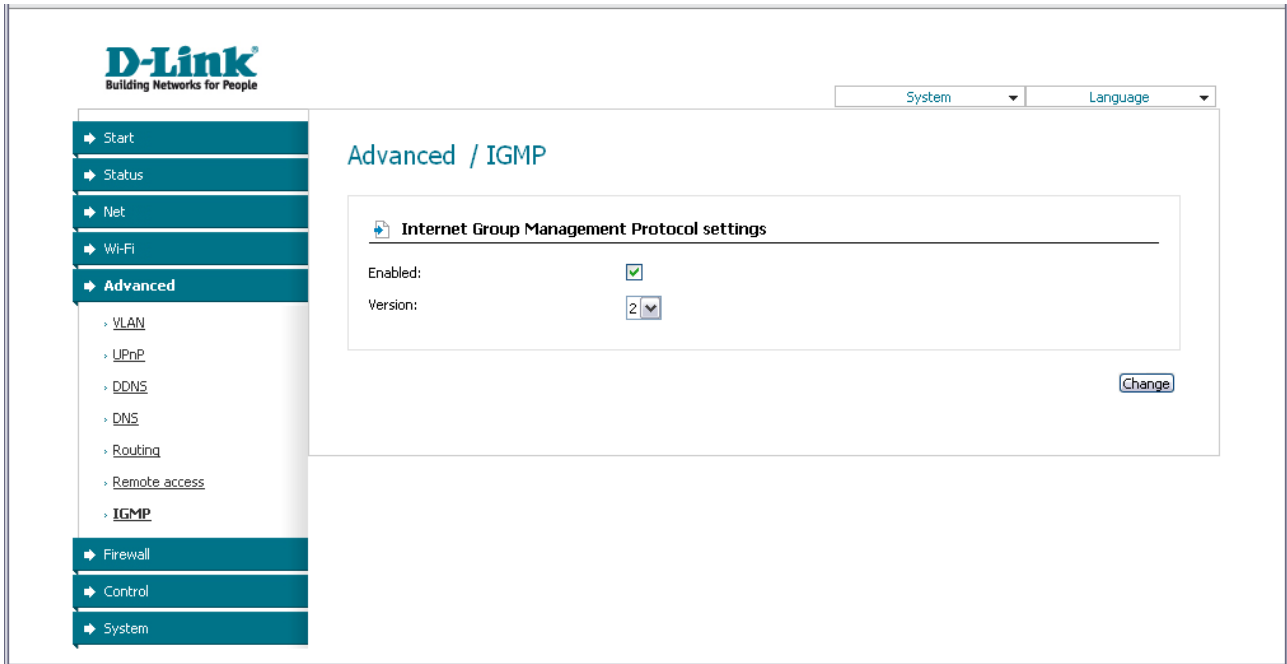 D-Link®
Building Networks for People
System
Language
Start
Status
Net
Wi-Fi
Advanced
VLAN
UPnP
DDNS
DNS
Routing
Remote access
IGMP
Firewall
Control
System
Advanced / IGMP
Internet Group Management Protocol settings
Enabled:
Version: 2
Change